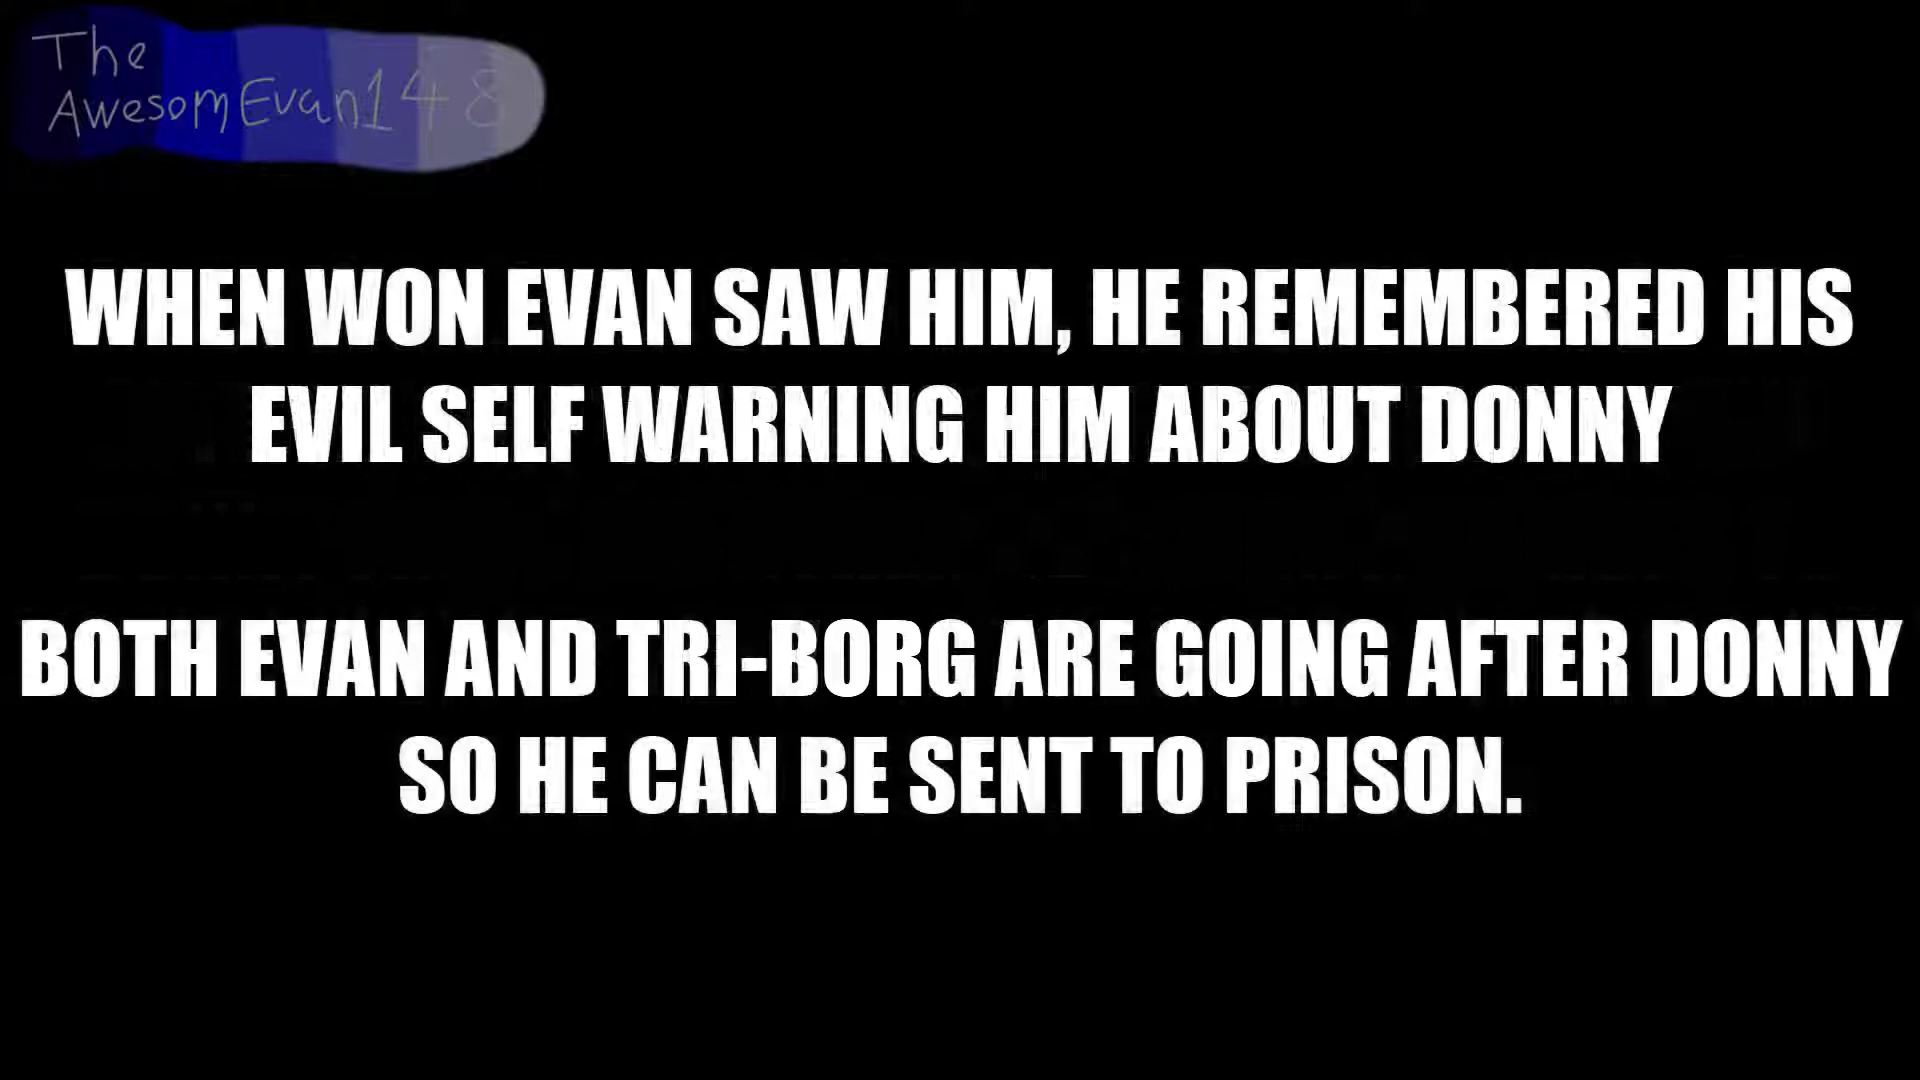 The
AwesomEvan148
WHEN WON EVAN SAW HIM, HE REMEMBERED HIS
EVIL SELF WARNING HIM ABOUT DONNY
BOTH EVAN AND TRI-BORG ARE GOING AFTER DONNY
SO HE CAN BE SENT TO PRISON.